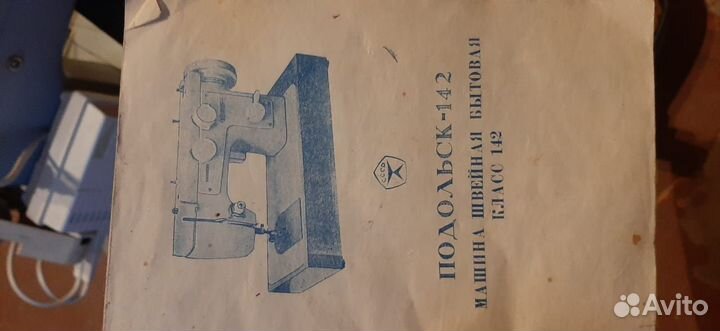 СССР
ПОДОЛЬСК-142
МАШИНА ШВЕЙНАЯ БЫТОВАЯ
КЛАСС 142
Avito